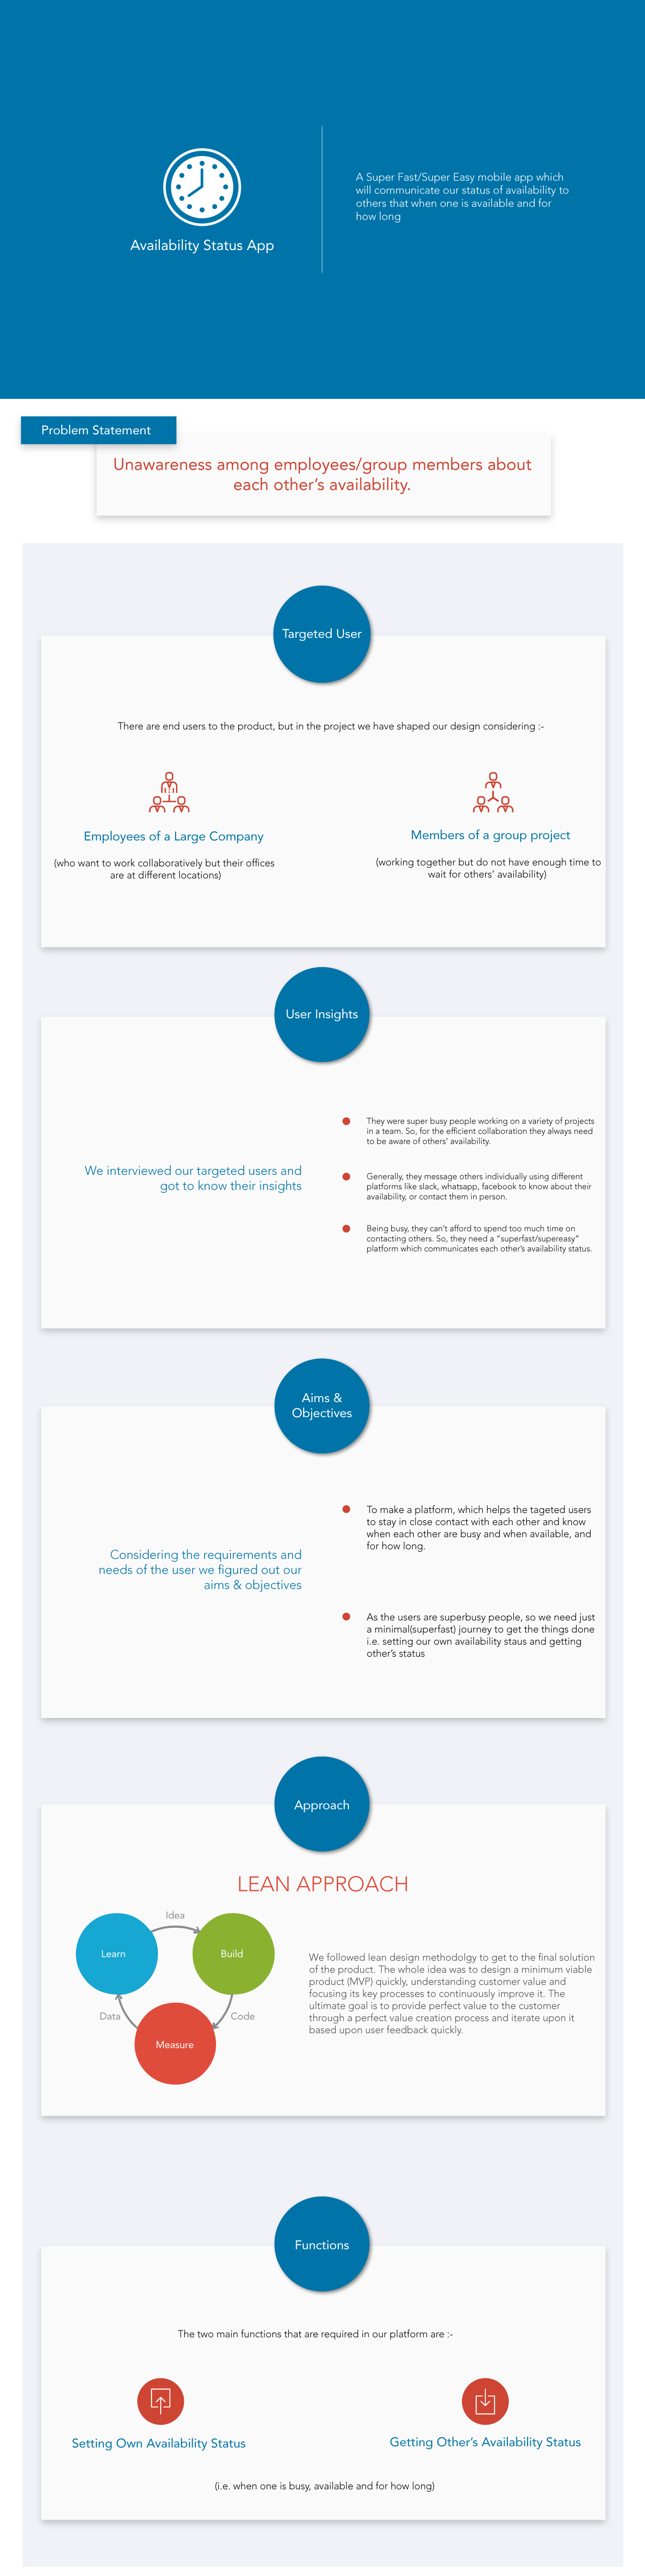 Availability Status App
A Super Fast/Super Easy mobile app which
will communicate our status of availability to
others that when one is available and for
how long
Problem Statement
Unawareness among employees/group members about
each other’s availability.
Targeted User
There are end users to the product, but in the project we have shaped our design considering :-
Employees of a Large Company
(who want to work collaboratively but their offices
are at different locations)
Members of a group project
(working together but do not have enough time to
wait for others’ availability)
User Insights
We interviewed our targeted users and
got to know their insights
They were super busy people working on a variety of projects
in a team. So, for the efficient collaboration they always need
to be aware of others’ availability.
Generally, they message others individually using different
platforms like slack, whatsapp, facebook to know about their
availability, or contact them in person.
Being busy, they can’t afford to spend too much time on
contacting others. So, they need a “superfast/supereasy”
platform which communicates each other’s availability status.
Aims &
Objectives
Considering the requirements and
needs of the user we figured out our
aims & objectives
To make a platform, which helps the tageted users
to stay in close contact with each other and know
when each other are busy and when available, and
for how long.
As the users are superbusy people, so we need just
a minimal(superfast) journey to get the things done
i.e. setting our own availability staus and getting
other’s status
Approach
LEAN APPROACH
Idea
Learn
Build
Data
Code
Measure
We followed lean design methodolgy to get to the final solution
of the product. The whole idea was to design a minimum viable
product (MVP) quickly, understanding customer value and
focusing its key processes to continuously improve it. The
ultimate goal is to provide perfect value to the customer
through a perfect value creation process and iterate upon it
based upon user feedback quickly.
Functions
The two main functions that are required in our platform are :-
Setting Own Availability Status
Getting Other’s Availability Status
(i.e. when one is busy, available and for how long)